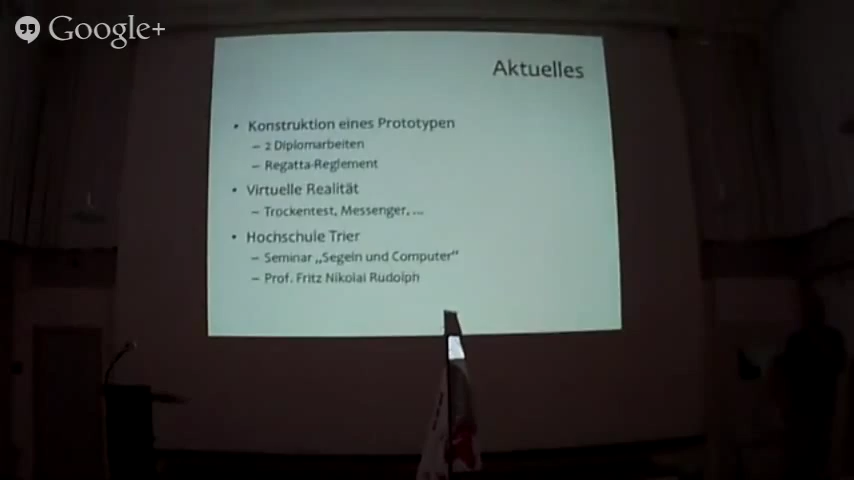 Google+
Aktuelles
• Konstruktion eines Prototypen
– 2 Diplomarbeiten
– Regatta-Reglement
• Virtuelle Realität
– Trockentest, Messenger, ...
• Hochschule Trier
– Seminar „Segeln und Computer“
– Prof. Fritz Nikolai Rudolph